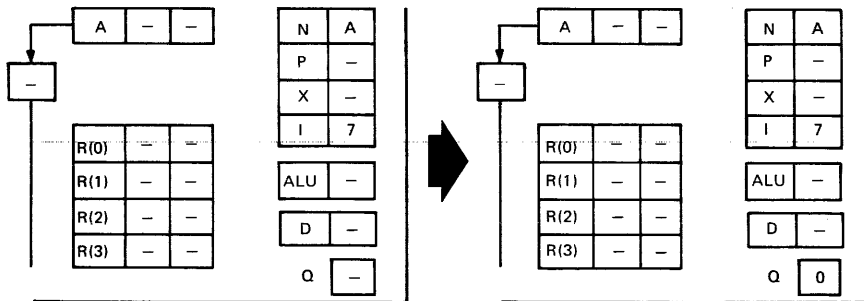 A – –
N A
P –
–
X –
I 7
R(0) – –
R(1) – –
ALU –
R(2) – –
D –
R(3) – –
Q –
A – –
N A
P –
–
X –
I 7
R(0) – –
R(1) – –
ALU –
R(2) – –
D –
R(3) – –
Q 0